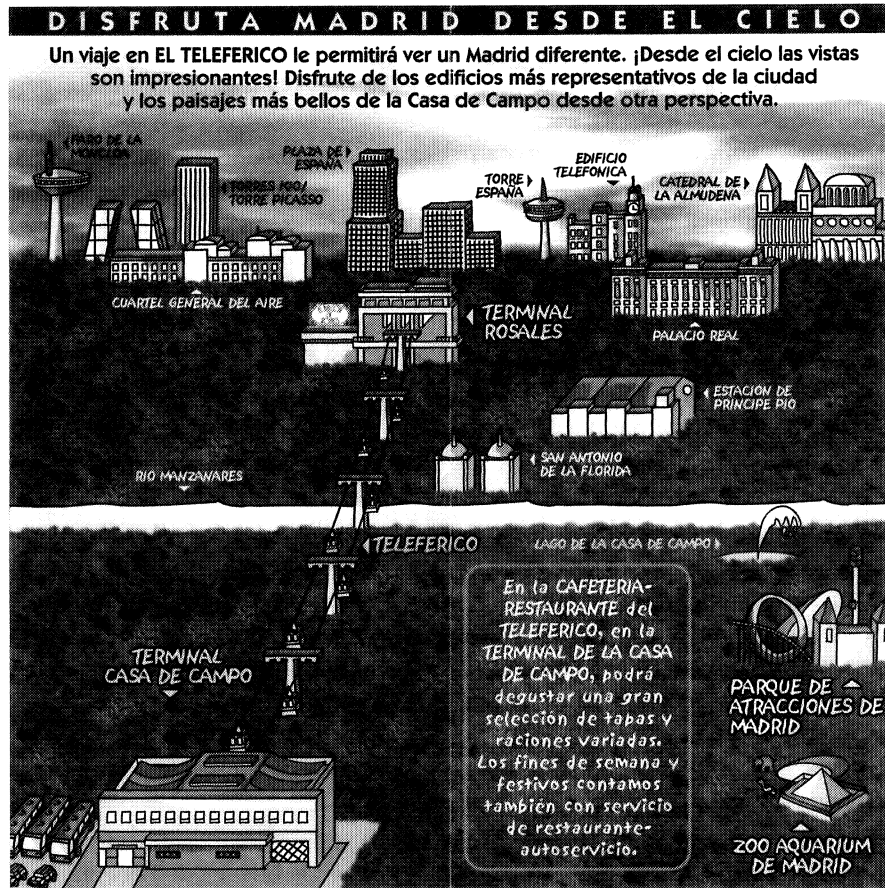 DISFRUTA MADRID DESDE EL CIELO
Un viaje en EL TELEFERICO le permitirá ver un Madrid diferente. ¡Desde el cielo las vistas
son impresionantes! Disfrute de los edificios más representativos de la ciudad
y los paisajes más bellos de la Casa de Campo desde otra perspectiva.
FARO DE LA
MONCLOA
TORRES KIO/
TORRE PICASSO
PLAZA DE
ESPAÑA
TORRE
ESPAÑA
EDIFICIO
TELEFONICA
CATEDRAL DE
LA ALMUDENA
CUARTEL GENERAL DEL AIRE
TERMINAL
ROSALES
PALACIO REAL
ESTACION DE
PRINCIPE PIO
SAN ANTONIO
DE LA FLORIDA
RIO MANZANARES
TELEFERICO
LAGO DE LA CASA DE CAMPO
En la CAFETERIA-
RESTAURANTE del
TELEFERICO, en la
TERMINAL DE LA CASA
DE CAMPO, podrá
degustar una gran
selección de tapas y
raciones variadas.
Los fines de semana y
festivos contamos
también con servicio
de restaurante-
autoservicio.
TERMINAL
CASA DE CAMPO
PARQUE DE
ATRACCIONES DE
MADRID
ZOO AQUARIUM
DE MADRID